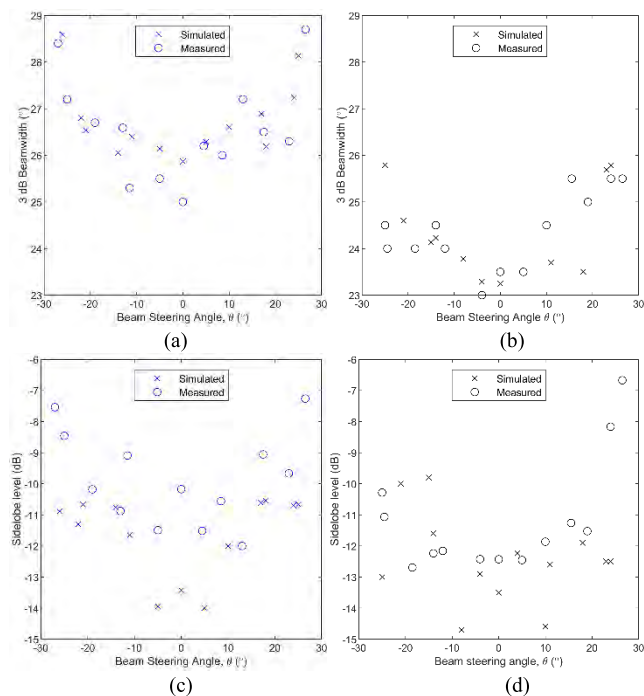 29
28
27
26
25
24
23
3 dB Beamwidth (°)
Simulated
Measured
-30 -20 -10 0 10 20 30
Beam Steering Angle, θ (°)
(a)
29
28
27
26
25
24
23
3 dB Beamwidth (°)
Simulated
Measured
-30 -20 -10 0 10 20 30
Beam Steering Angle θ (°)
(b)
-6
-7
-8
-9
-10
-11
-12
-13
-14
-15
Sidelobe level (dB)
Simulated
Measured
-30 -20 -10 0 10 20 30
Beam Steering Angle, θ (°)
(c)
-6
-7
-8
-9
-10
-11
-12
-13
-14
-15
Sidelobe level (dB)
Simulated
Measured
-30 -20 -10 0 10 20 30
Beam steering angle, θ (°)
(d)